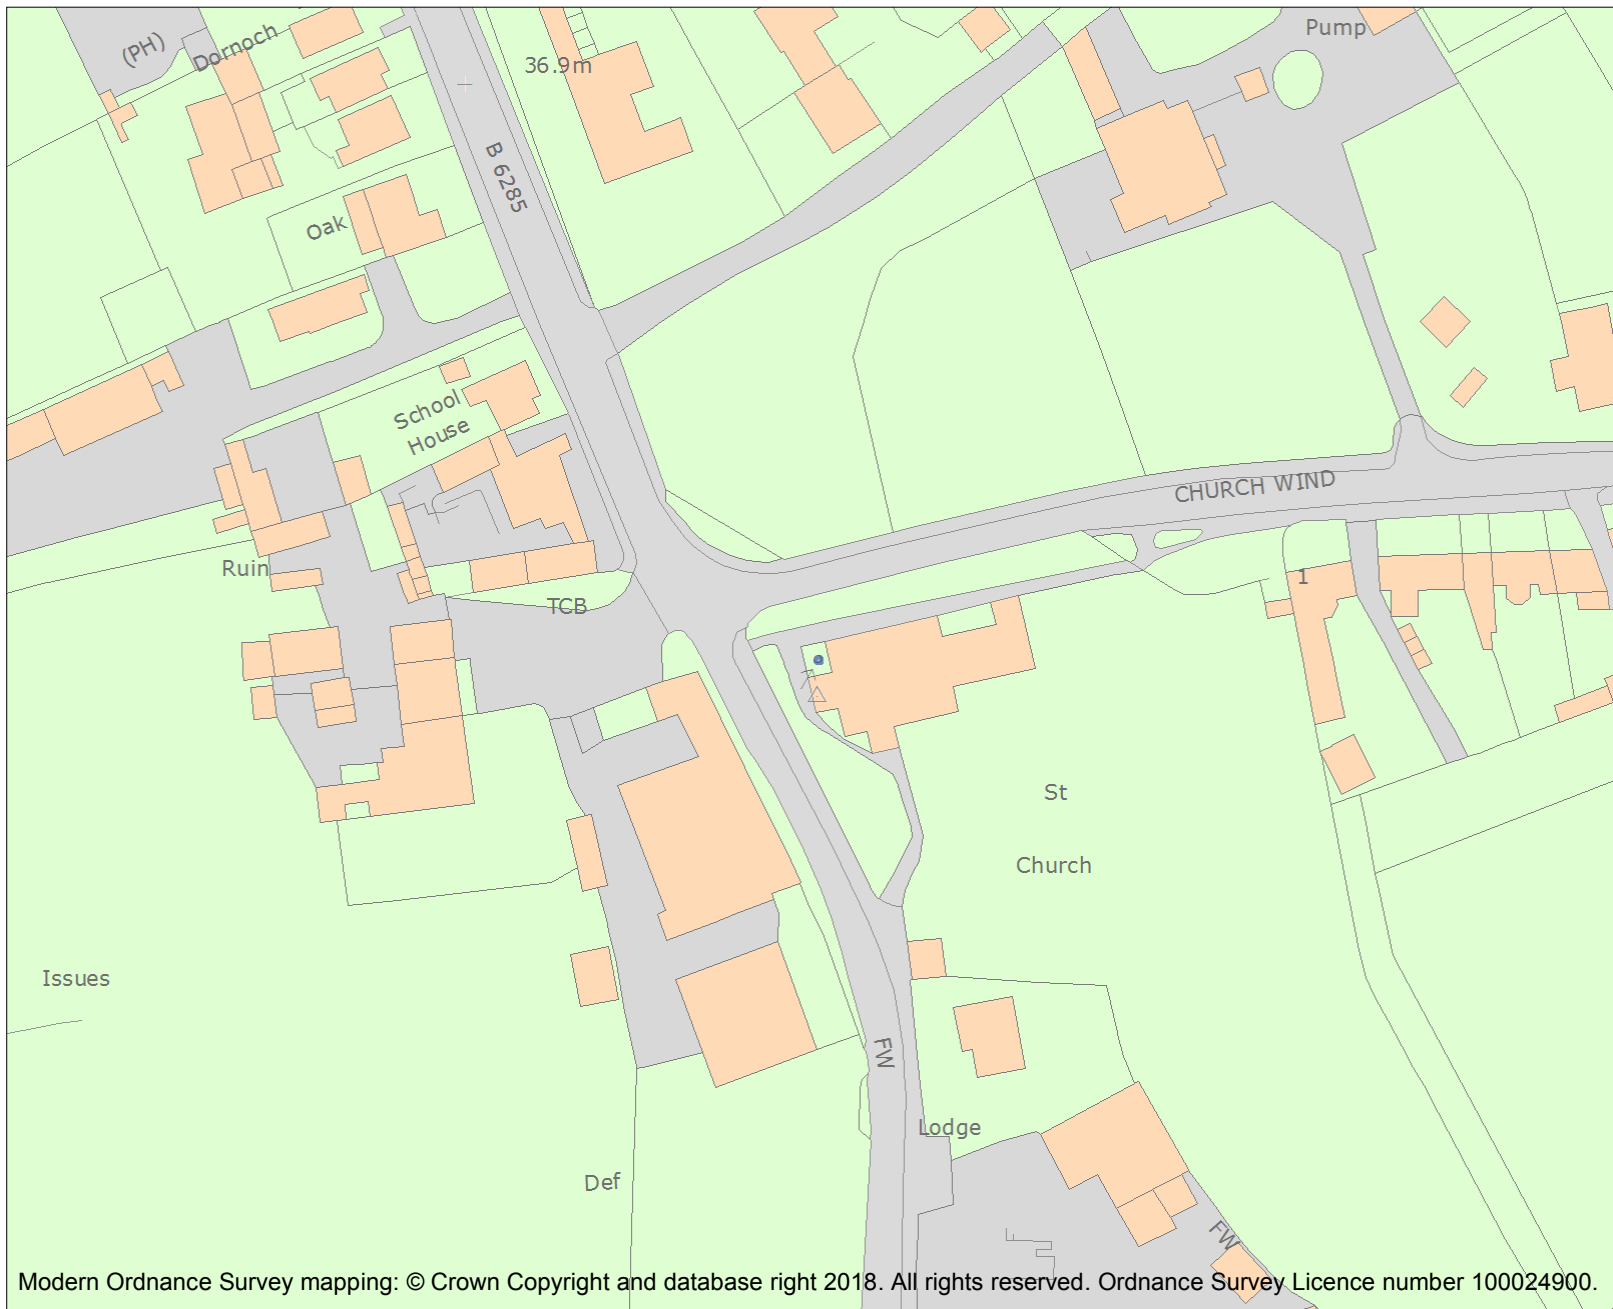 (PH)
Dornoch
36.9m
Pump
B 6285
Oak
School
House
CHURCH WIND
Ruin
TCB
1
St
Church
Issues
FW
Lodge
Def
FW
Modern Ordnance Survey mapping: © Crown Copyright and database right 2018. All rights reserved. Ordnance Survey Licence number 100024900.